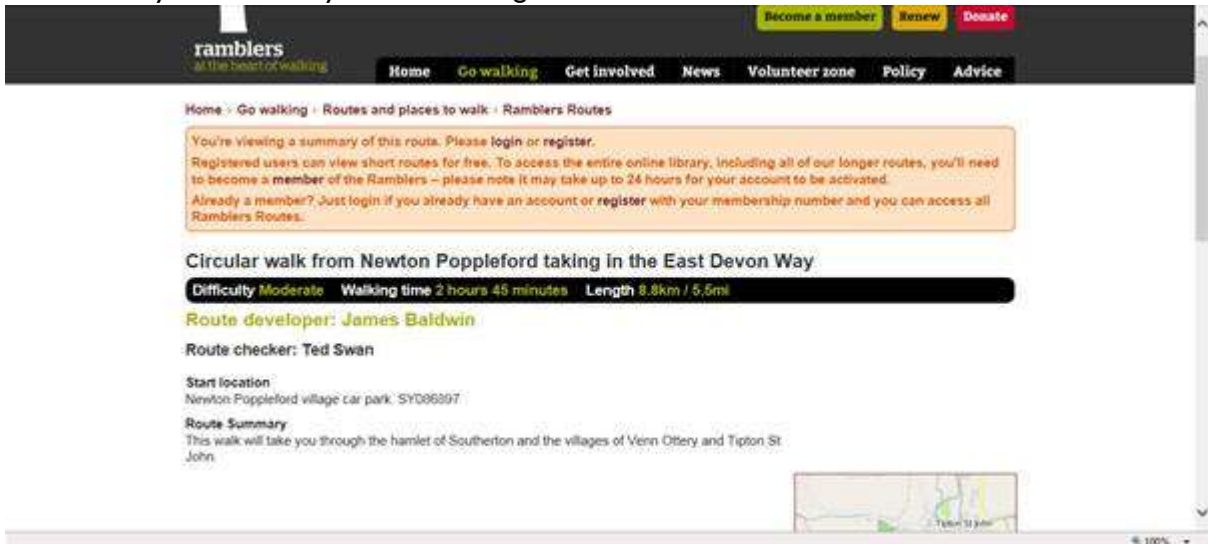 Become a member Renew Donate
ramblers
at the heart of walking
Home Go walking Get involved News Volunteer zone Policy Advice
Home › Go walking › Routes and places to walk › Ramblers Routes
You're viewing a summary of this route. Please login or register.
Registered users can view short routes for free. To access the entire online library, including all of our longer routes, you'll need
to become a member of the Ramblers – please note it may take up to 24 hours for your account to be activated.
Already a member? Just login if you already have an account or register with your membership number and you can access all
Ramblers Routes.
Circular walk from Newton Poppleford taking in the East Devon Way
Difficulty Moderate Walking time 2 hours 45 minutes Length 8.8km / 5.5mi
Route developer: James Baldwin
Route checker: Ted Swan
Start location
Newton Poppleford village car park.
Route Summary
This walk will take you through the hamlet of Southerton and the villages of Venn Ottery and Tipton St
John.
Tipton St John
100%